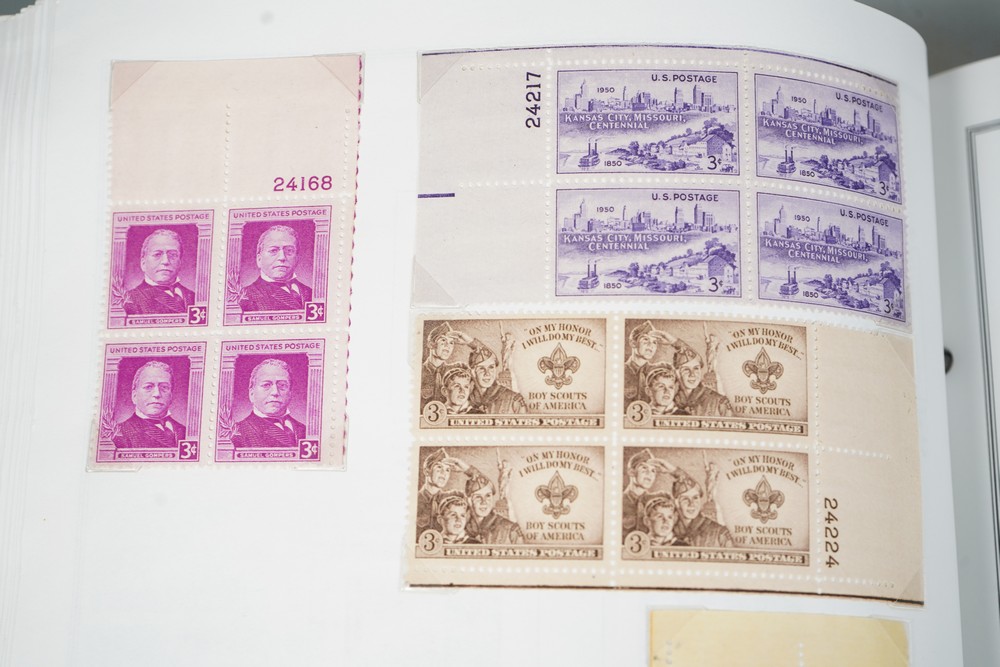 24168
UNITED STATES POSTAGE
3¢
SAMUEL GOMPERS
UNITED STATES POSTAGE
3¢
SAMUEL GOMPERS
UNITED STATES POSTAGE
3¢
SAMUEL GOMPERS
UNITED STATES POSTAGE
3¢
SAMUEL GOMPERS
24217
U.S. POSTAGE
1950
KANSAS CITY, MISSOURI,
CENTENNIAL
1850
3¢
U.S. POSTAGE
1950
KANSAS CITY, MISSOURI,
CENTENNIAL
1850
3¢
U.S. POSTAGE
1950
KANSAS CITY, MISSOURI,
CENTENNIAL
1850
3¢
U.S. POSTAGE
1950
KANSAS CITY, MISSOURI,
CENTENNIAL
1850
3¢
"ON MY HONOR
I WILL DO MY BEST..."
BOY SCOUTS
OF AMERICA
3¢
UNITED STATES POSTAGE
"ON MY HONOR
I WILL DO MY BEST..."
BOY SCOUTS
OF AMERICA
3¢
UNITED STATES POSTAGE
"ON MY HONOR
I WILL DO MY BEST..."
BOY SCOUTS
OF AMERICA
3¢
UNITED STATES POSTAGE
"ON MY HONOR
I WILL DO MY BEST..."
BOY SCOUTS
OF AMERICA
3¢
UNITED STATES POSTAGE
24224